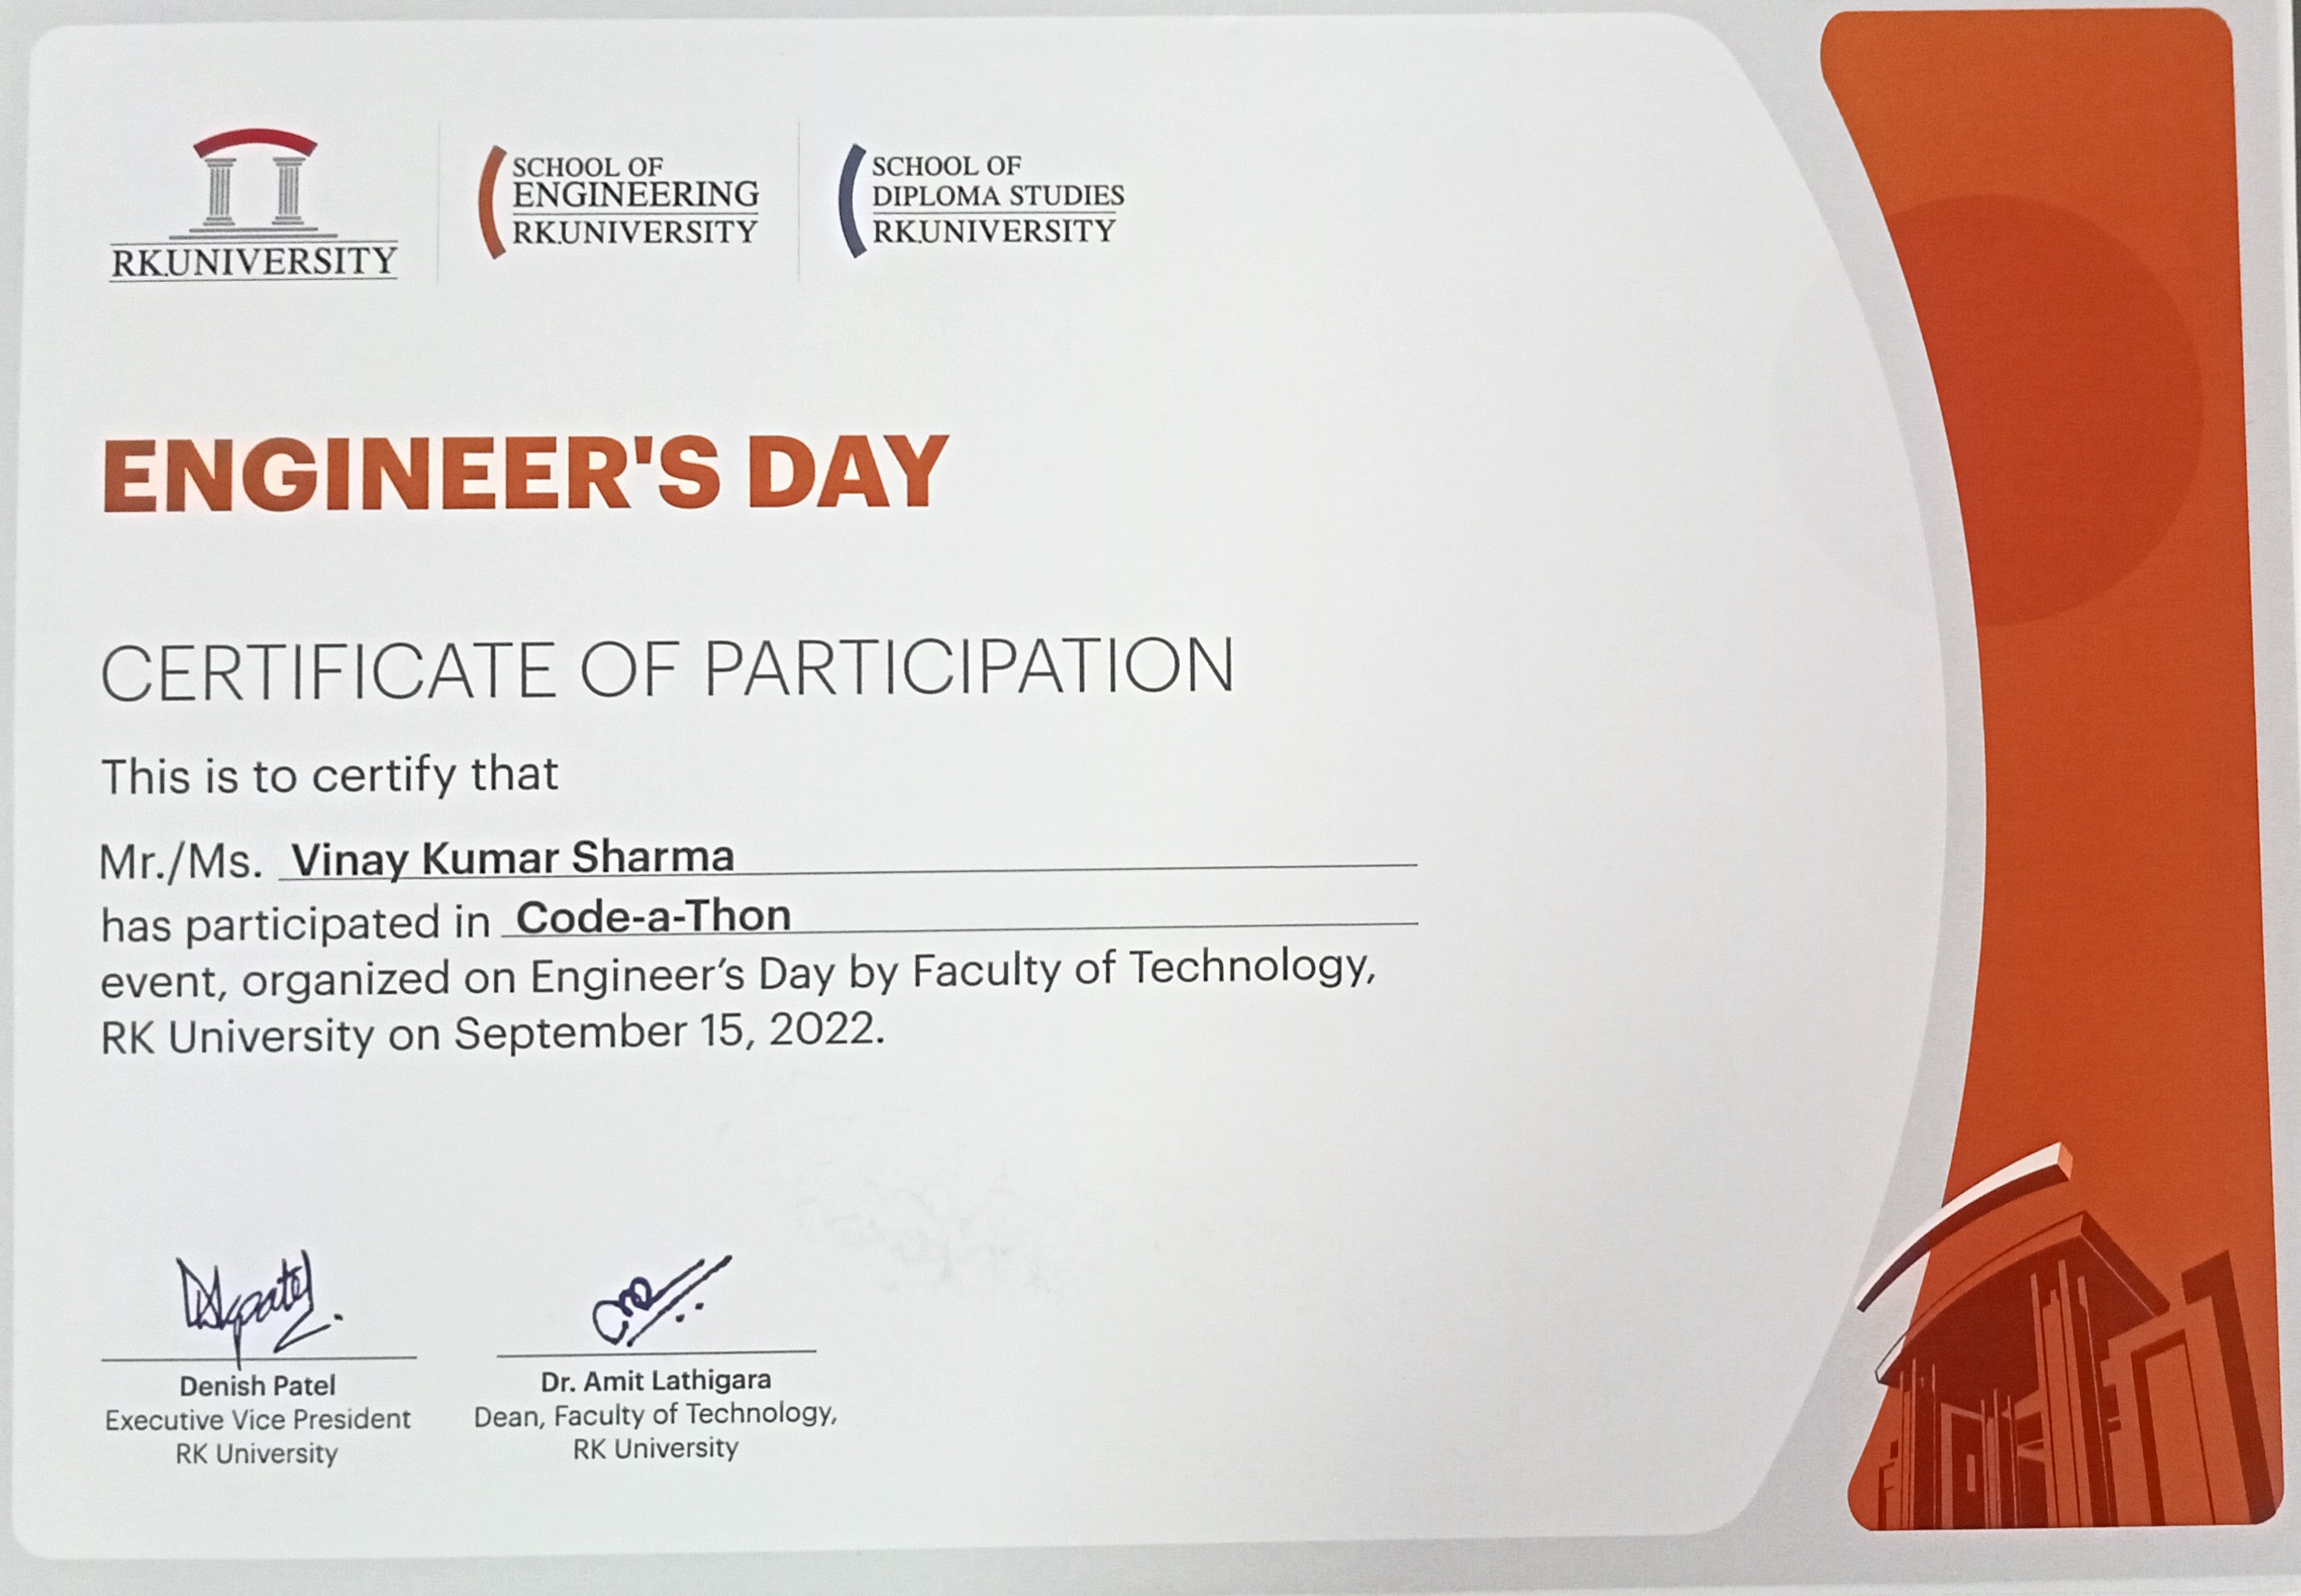 RK.UNIVERSITY
SCHOOL OF
ENGINEERING
RK.UNIVERSITY
SCHOOL OF
DIPLOMA STUDIES
RK.UNIVERSITY
ENGINEER'S DAY
CERTIFICATE OF PARTICIPATION
This is to certify that
Mr./Ms. Vinay Kumar Sharma
has participated in Code-a-Thon
event, organized on Engineer’s Day by Faculty of Technology,
RK University on September 15, 2022.
Denish Patel
Executive Vice President
RK University
Dr. Amit Lathigara
Dean, Faculty of Technology,
RK University